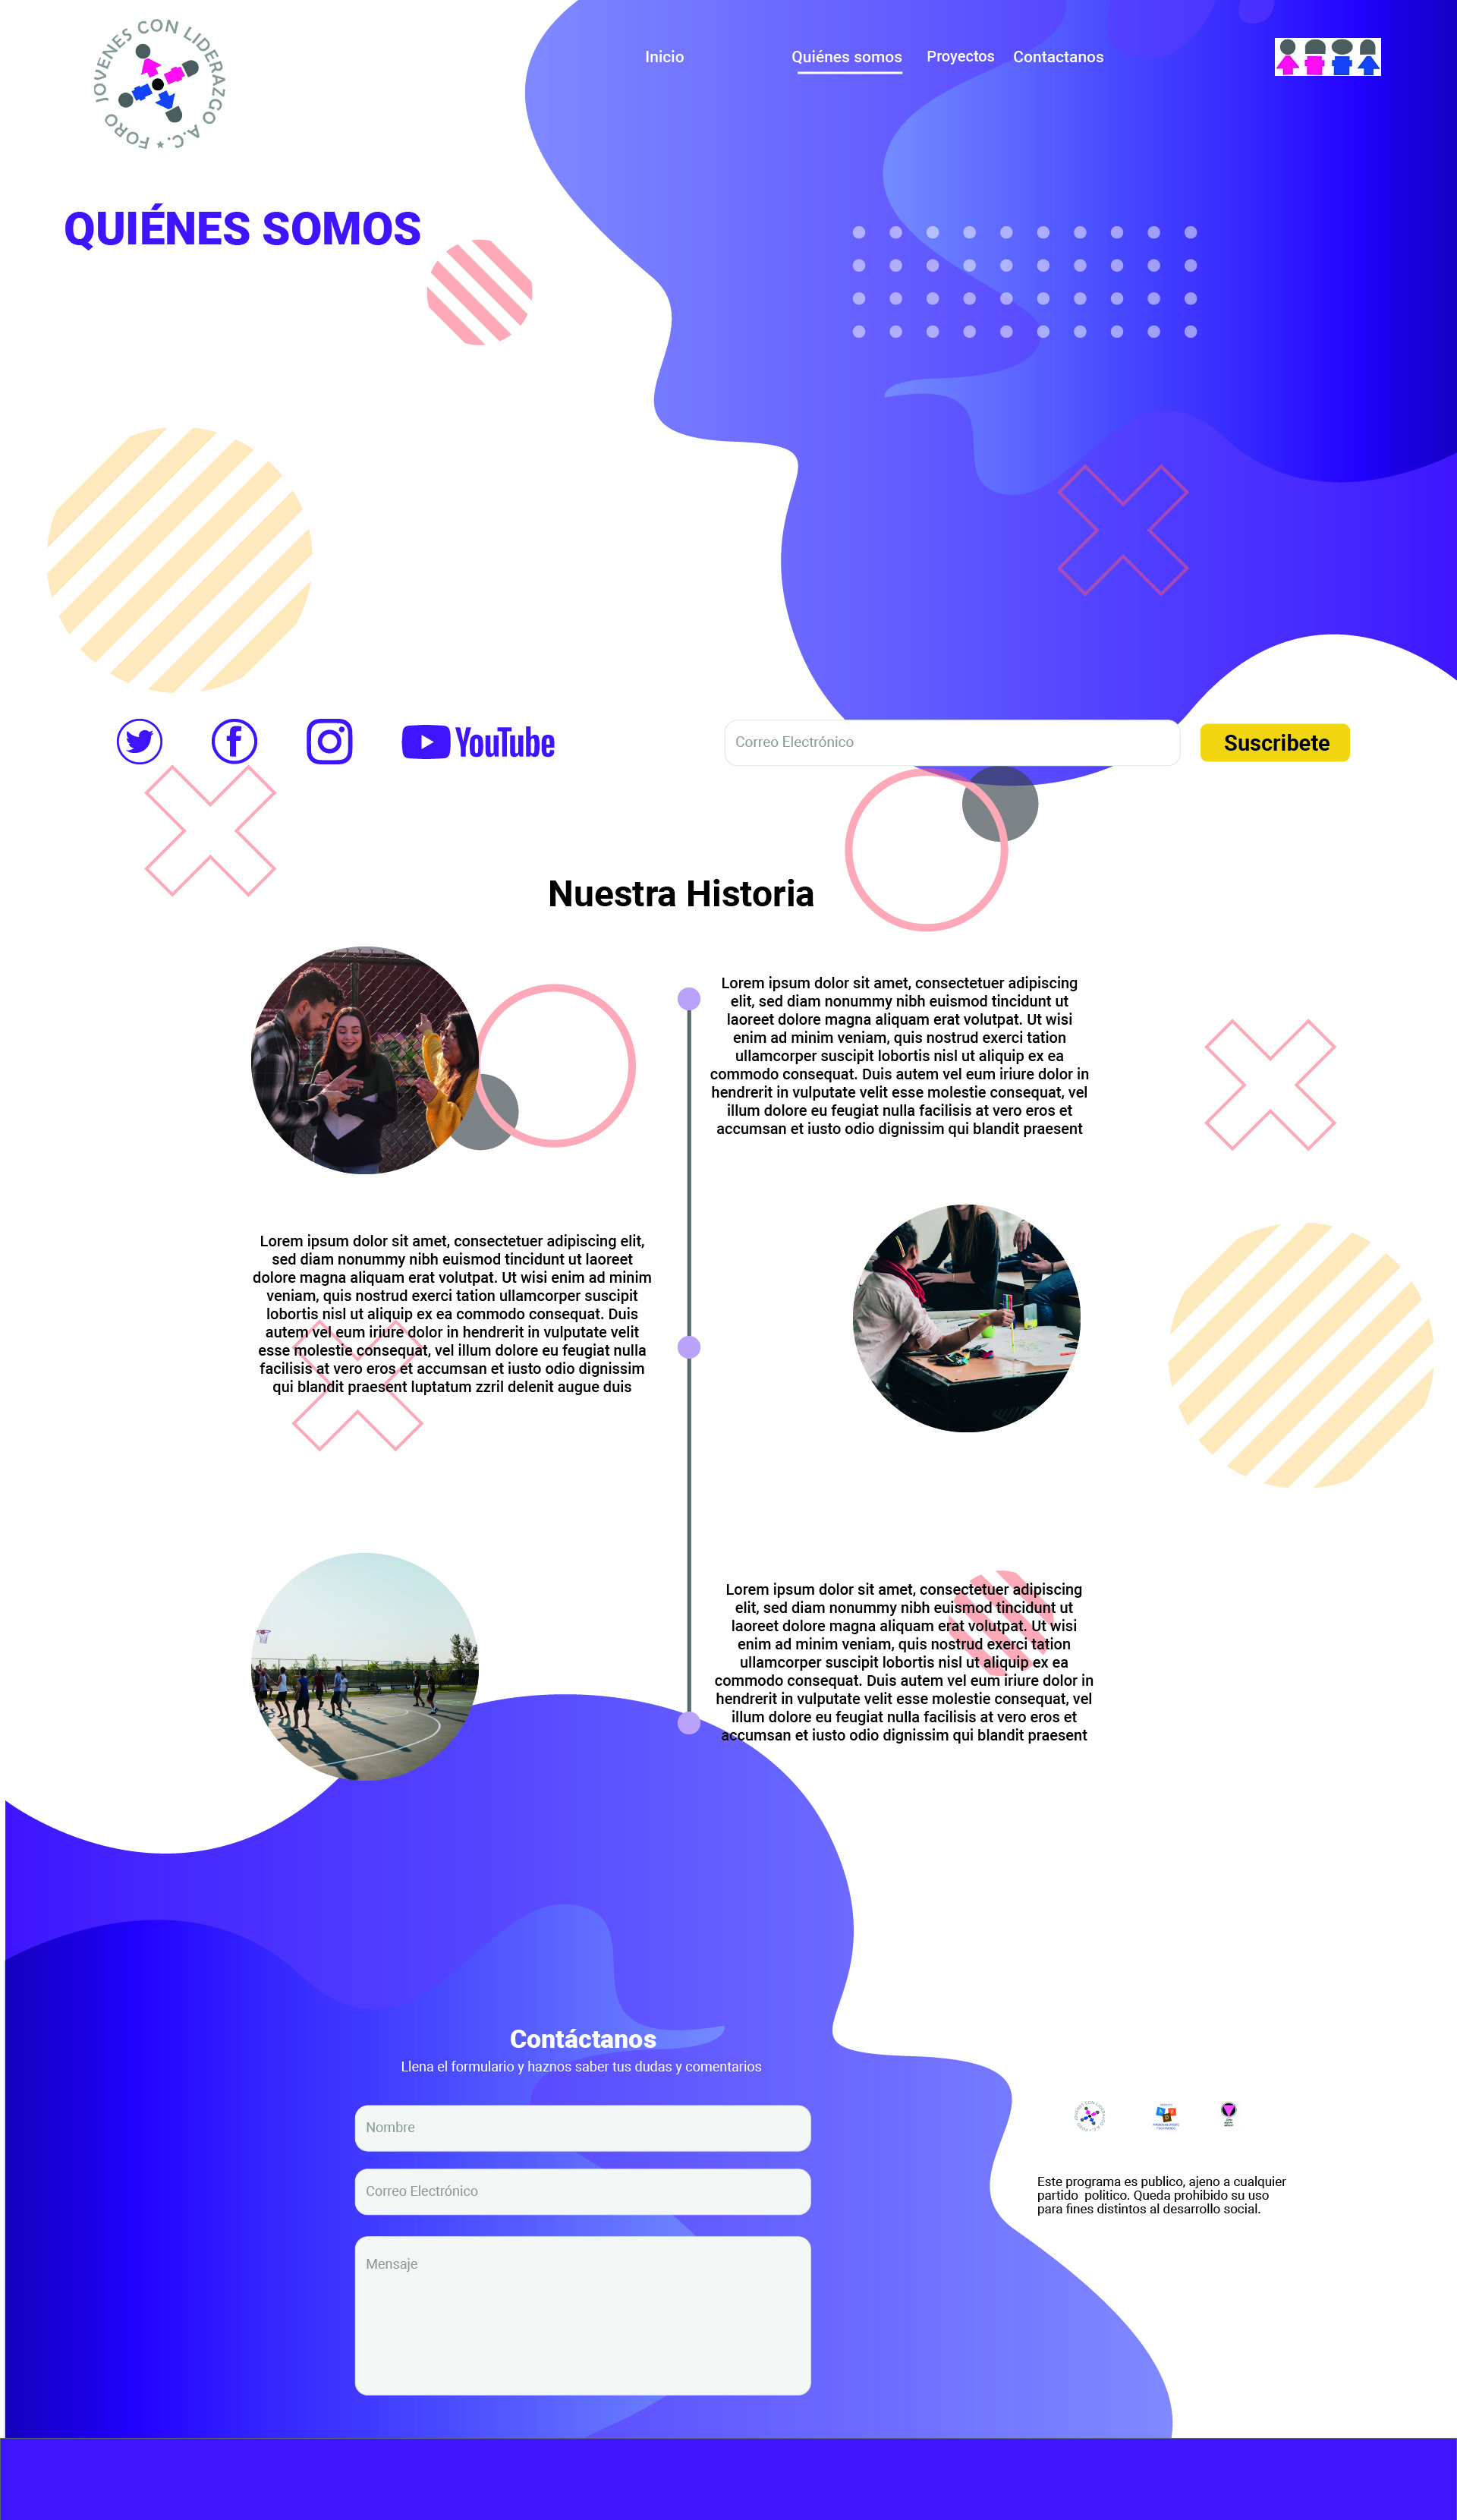 FORO JOVENES CON LIDERAZGO A.C.
Inicio
Quiénes somos
Proyectos
Contactanos
QUIÉNES SOMOS
YouTube
Correo Electrónico
Suscribete
Nuestra Historia
Lorem ipsum dolor sit amet, consectetuer adipiscing
elit, sed diam nonummy nibh euismod tincidunt ut
laoreet dolore magna aliquam erat volutpat. Ut wisi
enim ad minim veniam, quis nostrud exerci tation
ullamcorper suscipit lobortis nisl ut aliquip ex ea
commodo consequat. Duis autem vel eum iriure dolor in
hendrerit in vulputate velit esse molestie consequat, vel
illum dolore eu feugiat nulla facilisis at vero eros et
accumsan et iusto odio dignissim qui blandit praesent
Lorem ipsum dolor sit amet, consectetuer adipiscing elit,
sed diam nonummy nibh euismod tincidunt ut laoreet
dolore magna aliquam erat volutpat. Ut wisi enim ad minim
veniam, quis nostrud exerci tation ullamcorper suscipit
lobortis nisl ut aliquip ex ea commodo consequat. Duis
autem vel eum iriure dolor in hendrerit in vulputate velit
esse molestie consequat, vel illum dolore eu feugiat nulla
facilisis at vero eros et accumsan et iusto odio dignissim
qui blandit praesent luptatum zzril delenit augue duis
Lorem ipsum dolor sit amet, consectetuer adipiscing
elit, sed diam nonummy nibh euismod tincidunt ut
laoreet dolore magna aliquam erat volutpat. Ut wisi
enim ad minim veniam, quis nostrud exerci tation
ullamcorper suscipit lobortis nisl ut aliquip ex ea
commodo consequat. Duis autem vel eum iriure dolor in
hendrerit in vulputate velit esse molestie consequat, vel
illum dolore eu feugiat nulla facilisis at vero eros et
accumsan et iusto odio dignissim qui blandit praesent
Contáctanos
Llena el formulario y haznos saber tus dudas y comentarios
Nombre
Correo Electrónico
Mensaje
Este programa es publico, ajeno a cualquier
partido  politico. Queda prohibido su uso
para fines distintos al desarrollo social.